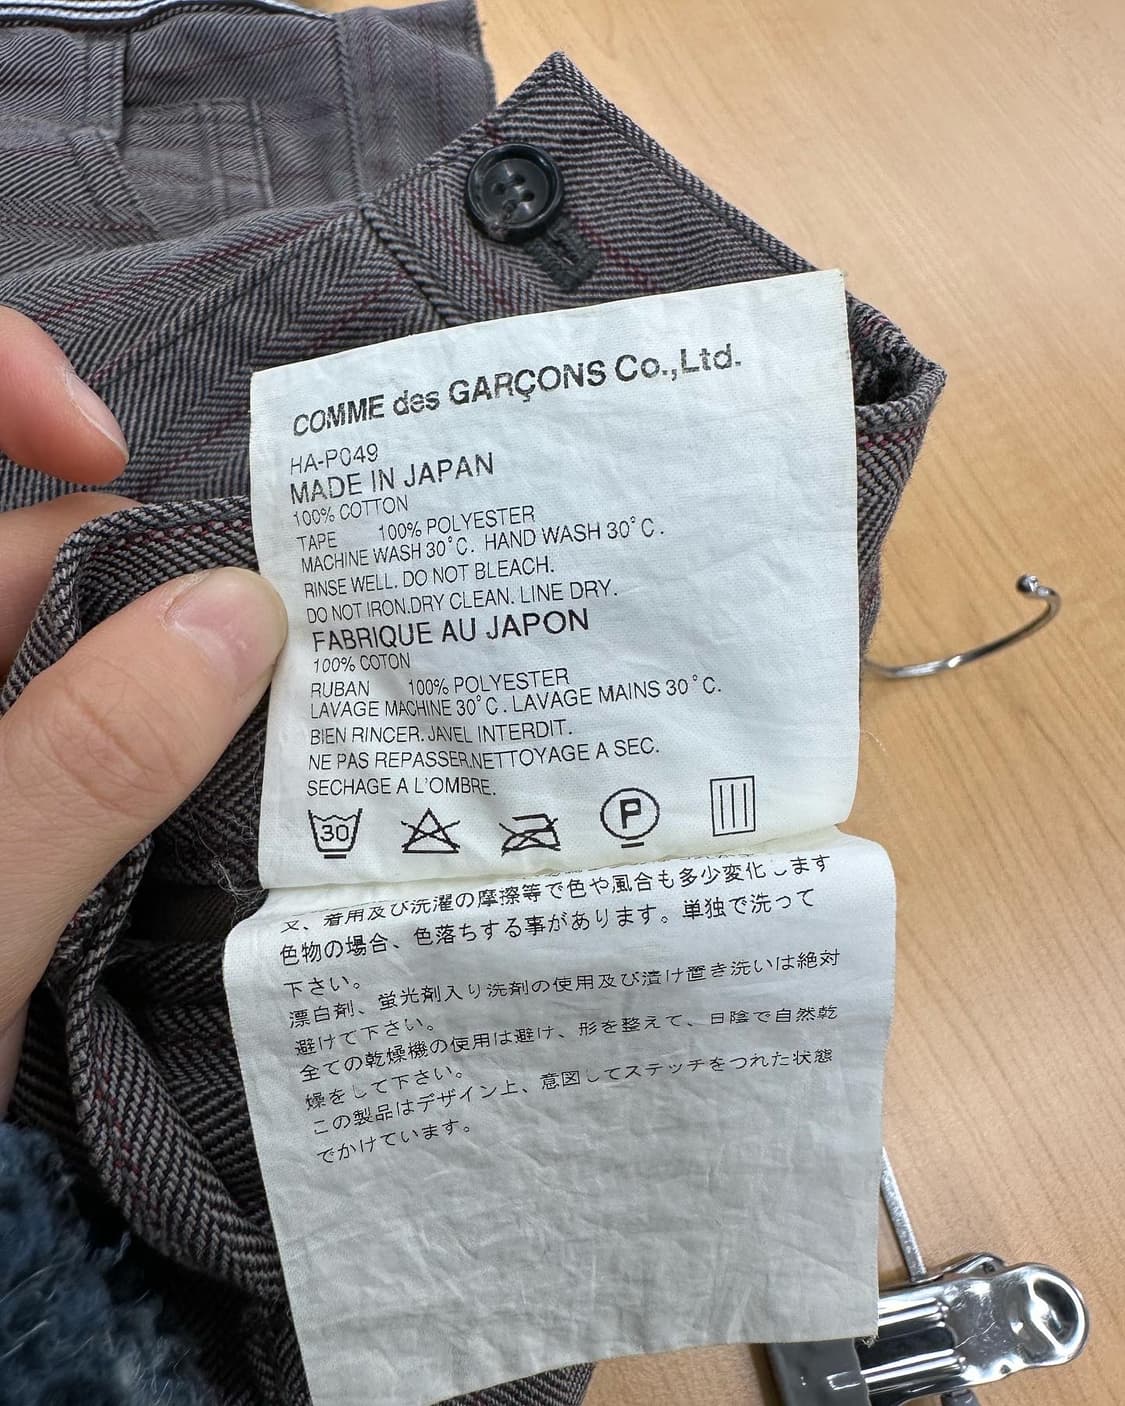 COMME des GARÇONS Co.,Ltd.
HA-P049
MADE IN JAPAN
100% COTTON
TAPE 100% POLYESTER
MACHINE WASH 30°C. HAND WASH 30°C.
RINSE WELL. DO NOT BLEACH.
DO NOT IRON.DRY CLEAN. LINE DRY.
FABRIQUE AU JAPON
100% COTON
RUBAN 100% POLYESTER
LAVAGE MACHINE 30°C. LAVAGE MAINS 30°C.
BIEN RINCER. JAVEL INTERDIT.
NE PAS REPASSER.NETTOYAGE A SEC.
SECHAGE A L'OMBRE.
30 P
又、着用及び洗濯の摩擦等で色や風合も多少変化します
色物の場合、色落ちする事があります。単独で洗って
下さい。
漂白剤、蛍光剤入り洗剤の使用及び漬け置き洗いは絶対
避けて下さい。
全ての乾燥機の使用は避け、形を整えて、日陰で自然乾
燥をして下さい。
この製品はデザイン上、意図してステッチをつれた状態
でかけています。